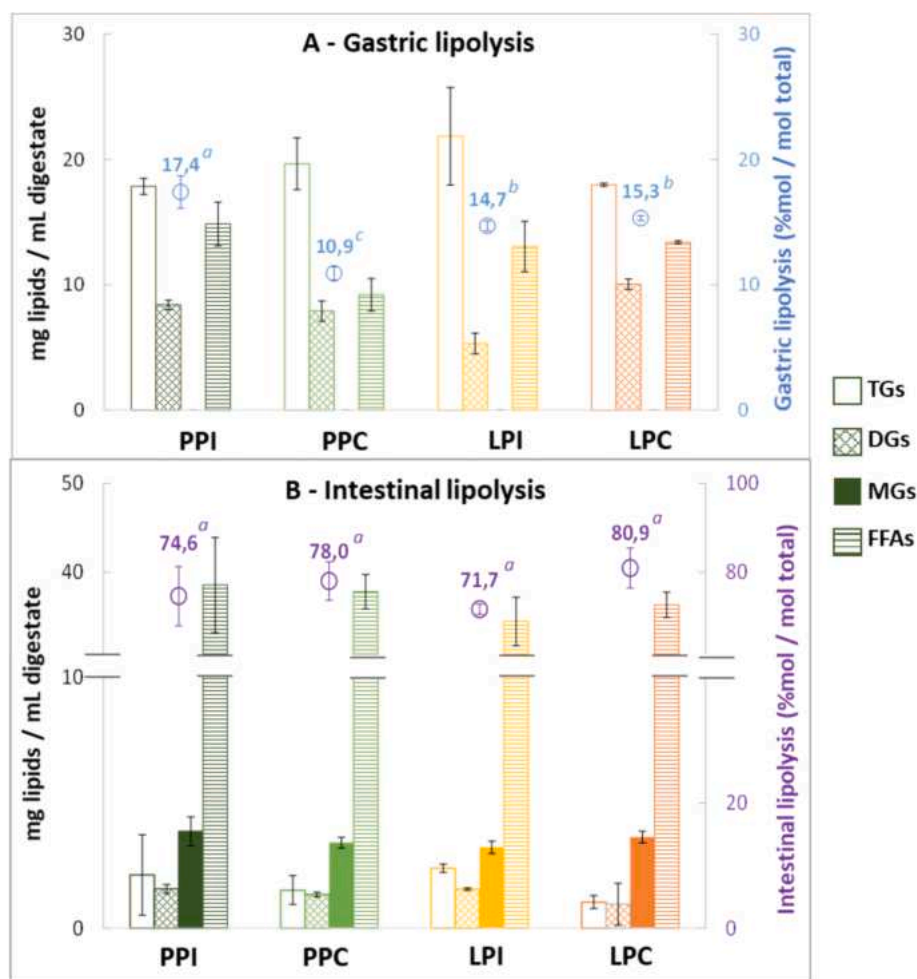 A - Gastric lipolysis
mg lipids / mL digestate
30
20
10
0
17,4 a
10,9 c
14,7 b
15,3 b
30
20
10
0
Gastric lipolysis (%mol / mol total)
PPI
PPC
LPI
LPC
TGs
DGs
MGs
FFAs
B - Intestinal lipolysis
mg lipids / mL digestate
50
40
10
0
74,6 a
78,0 a
71,7 a
80,9 a
100
80
20
0
Intestinal lipolysis (%mol / mol total)
PPI
PPC
LPI
LPC